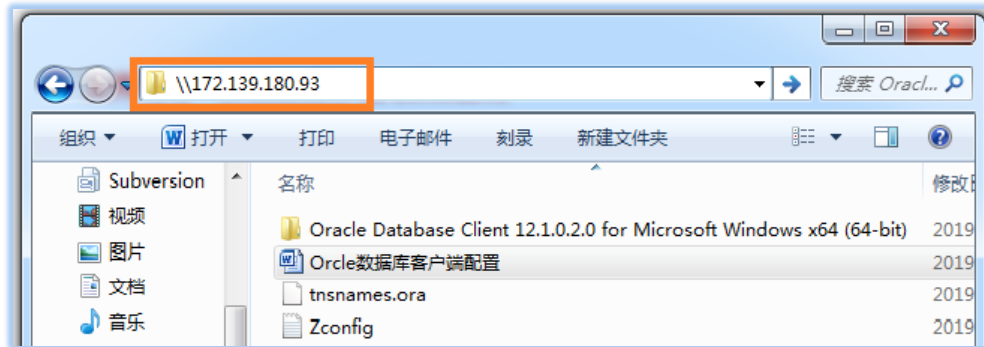 \\172.139.180.93
搜索 Oracl...
组织 打开 打印 电子邮件 刻录 新建文件夹
Subversion
视频
图片
文档
音乐
名称 修改日
Oracle Database Client 12.1.0.2.0 for Microsoft Windows x64 (64-bit) 2019
Orcle数据库客户端配置 2019
tnsnames.ora 2019
Zconfig 2019